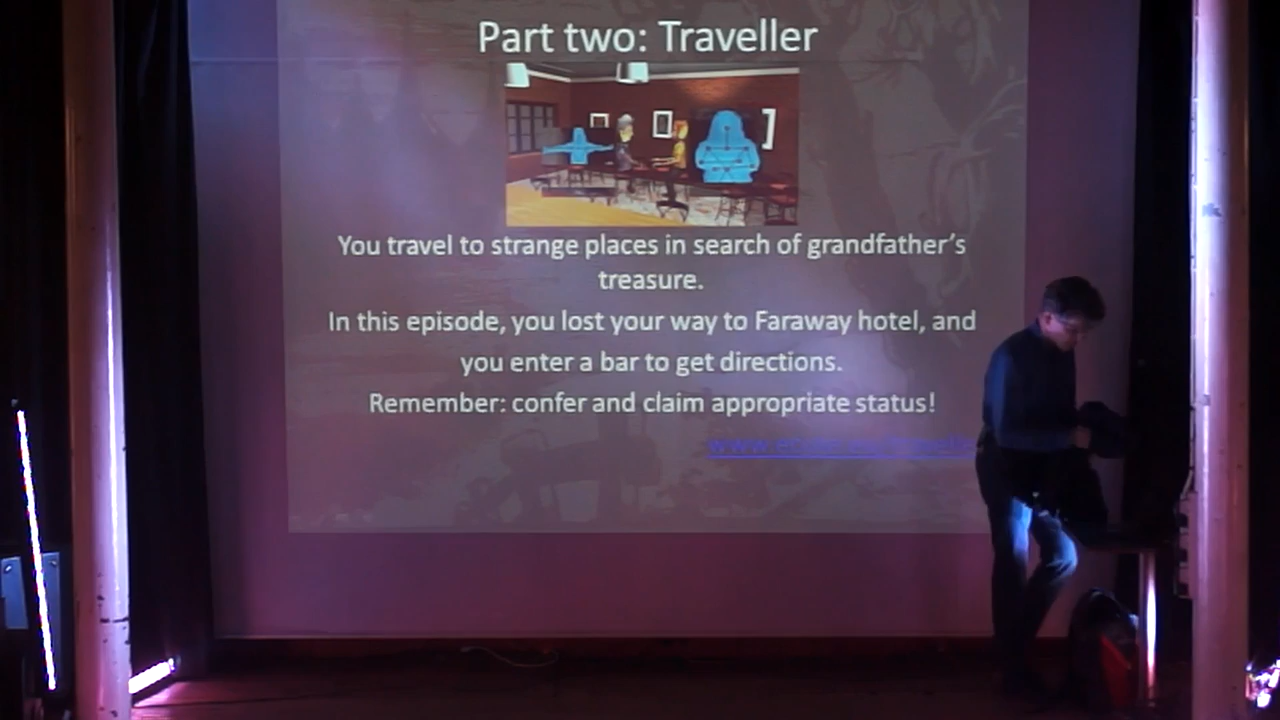 Part two: Traveller
You travel to strange places in search of grandfather's
treasure.
In this episode, you lost your way to Faraway hotel, and
you enter a bar to get directions.
Remember: confer and claim appropriate status!